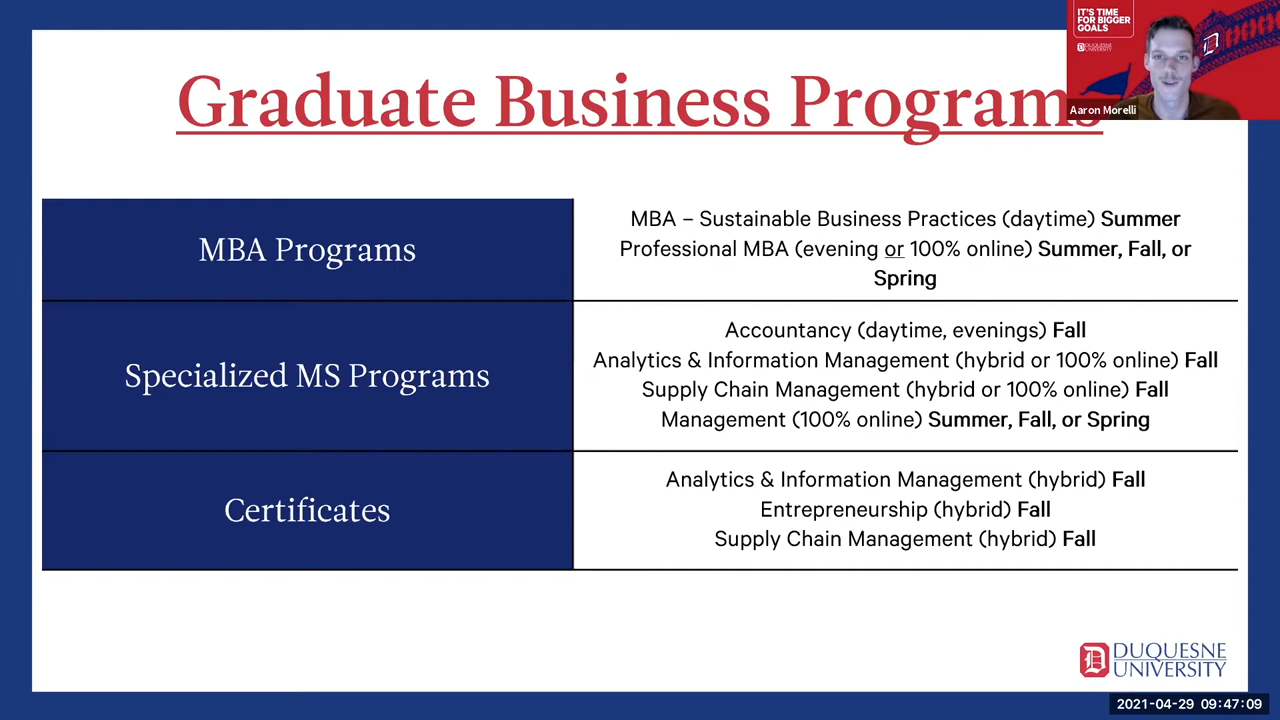 IT'S TIME
FOR BIGGER
GOALS
DUQUESNE
UNIVERSITY
Aaron Morelli
Graduate Business Programs
MBA Programs
MBA – Sustainable Business Practices (daytime) Summer
Professional MBA (evening or 100% online) Summer, Fall, or
Spring
Specialized MS Programs
Accountancy (daytime, evenings) Fall
Analytics & Information Management (hybrid or 100% online) Fall
Supply Chain Management (hybrid or 100% online) Fall
Management (100% online) Summer, Fall, or Spring
Certificates
Analytics & Information Management (hybrid) Fall
Entrepreneurship (hybrid) Fall
Supply Chain Management (hybrid) Fall
D DUQUESNE
UNIVERSITY
2021-04-29 09:47:09